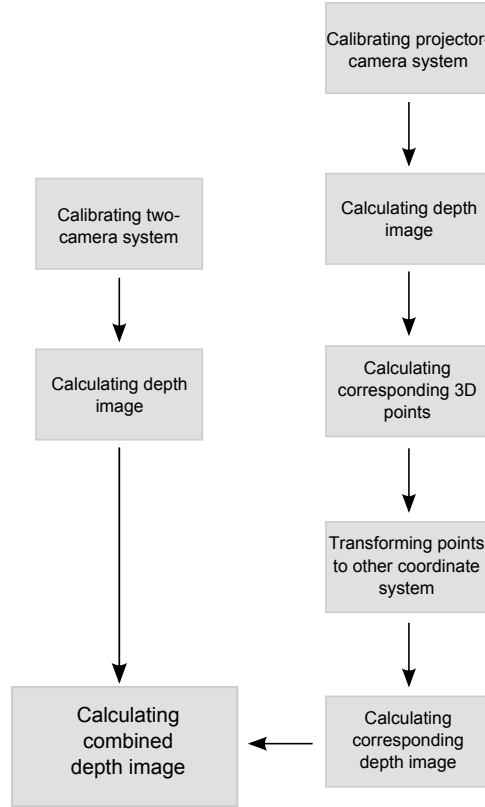 Calibrating projector-
camera system
Calculating depth
image
Calibrating two-
camera system
Calculating
corresponding 3D
points
Calculating depth
image
Transforming points
to other coordinate
system
Calculating
corresponding
depth image
Calculating
combined
depth image